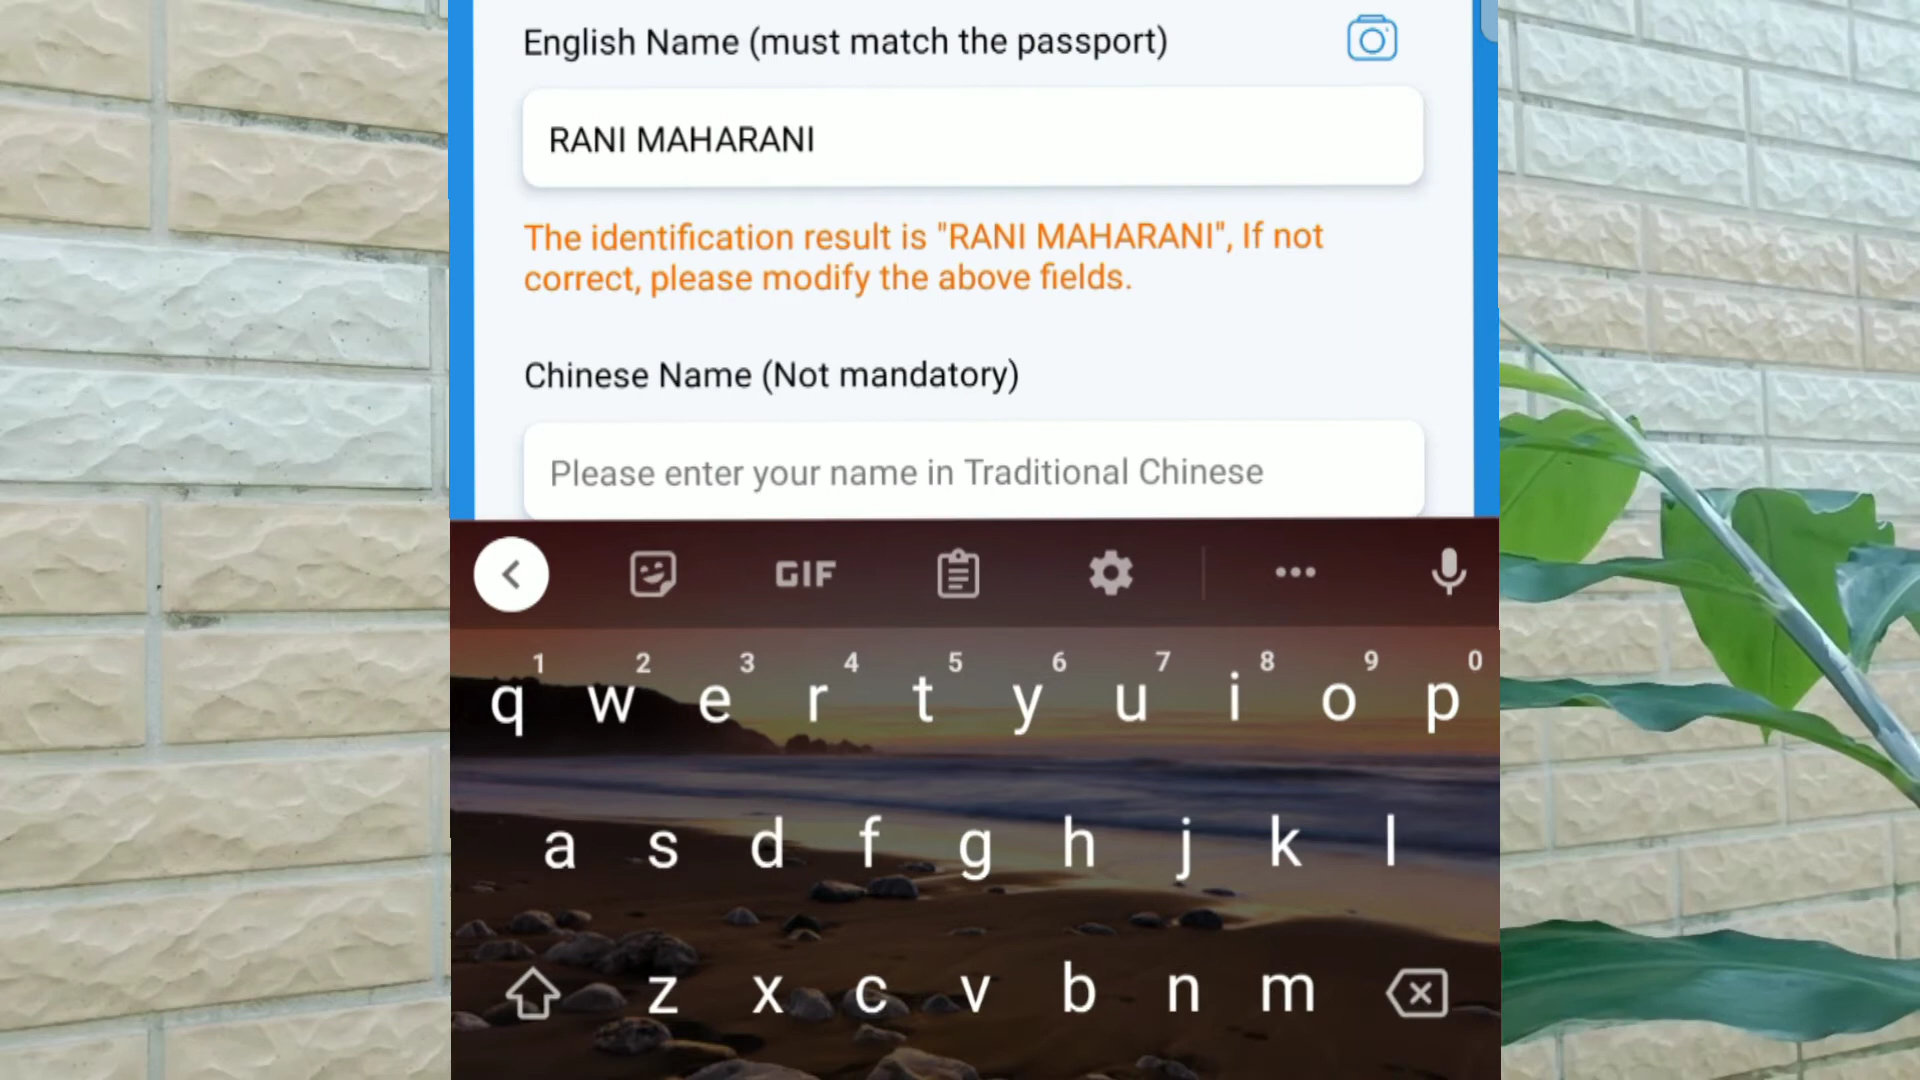 English Name (must match the passport)
RANI MAHARANI
The identification result is "RANI MAHARANI", If not
correct, please modify the above fields.
Chinese Name (Not mandatory)
Please enter your name in Traditional Chinese
GIF
1 2 3 4 5 6 7 8 9 0
q w e r t y u i o p
a s d f g h j k l
z x c v b n m